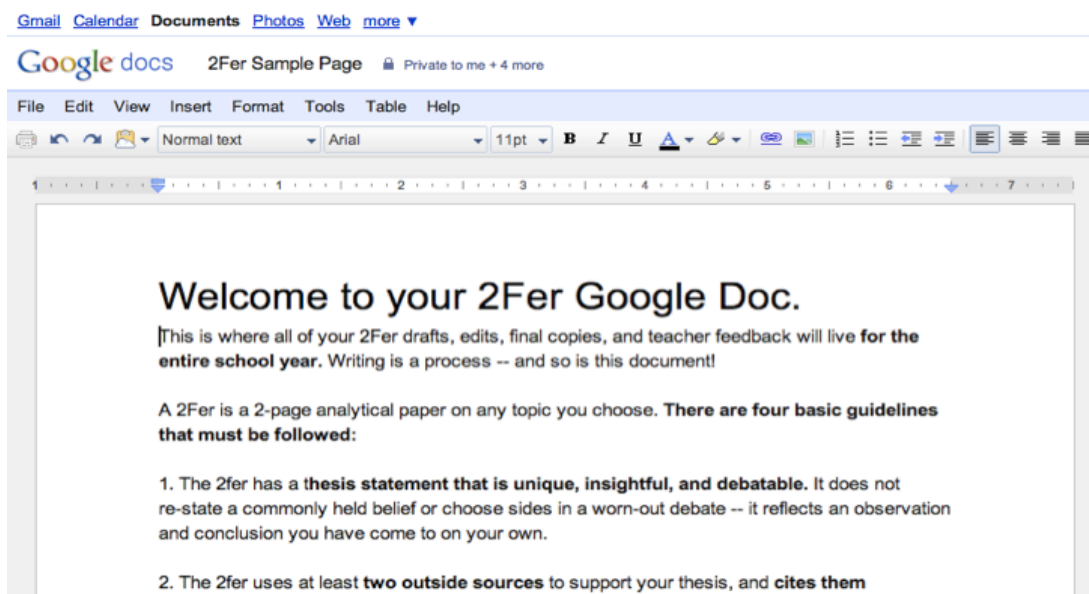 Gmail Calendar Documents Photos Web more ▼
Google docs 2Fer Sample Page Private to me + 4 more
File Edit View Insert Format Tools Table Help
Normal text Arial 11pt B I U A
1 1 2 3 4 5 6 7
Welcome to your 2Fer Google Doc.
This is where all of your 2Fer drafts, edits, final copies, and teacher feedback will live for the
entire school year. Writing is a process -- and so is this document!
A 2Fer is a 2-page analytical paper on any topic you choose. There are four basic guidelines
that must be followed:
1. The 2fer has a thesis statement that is unique, insightful, and debatable. It does not
re-state a commonly held belief or choose sides in a worn-out debate -- it reflects an observation
and conclusion you have come to on your own.
2. The 2fer uses at least two outside sources to support your thesis, and cites them